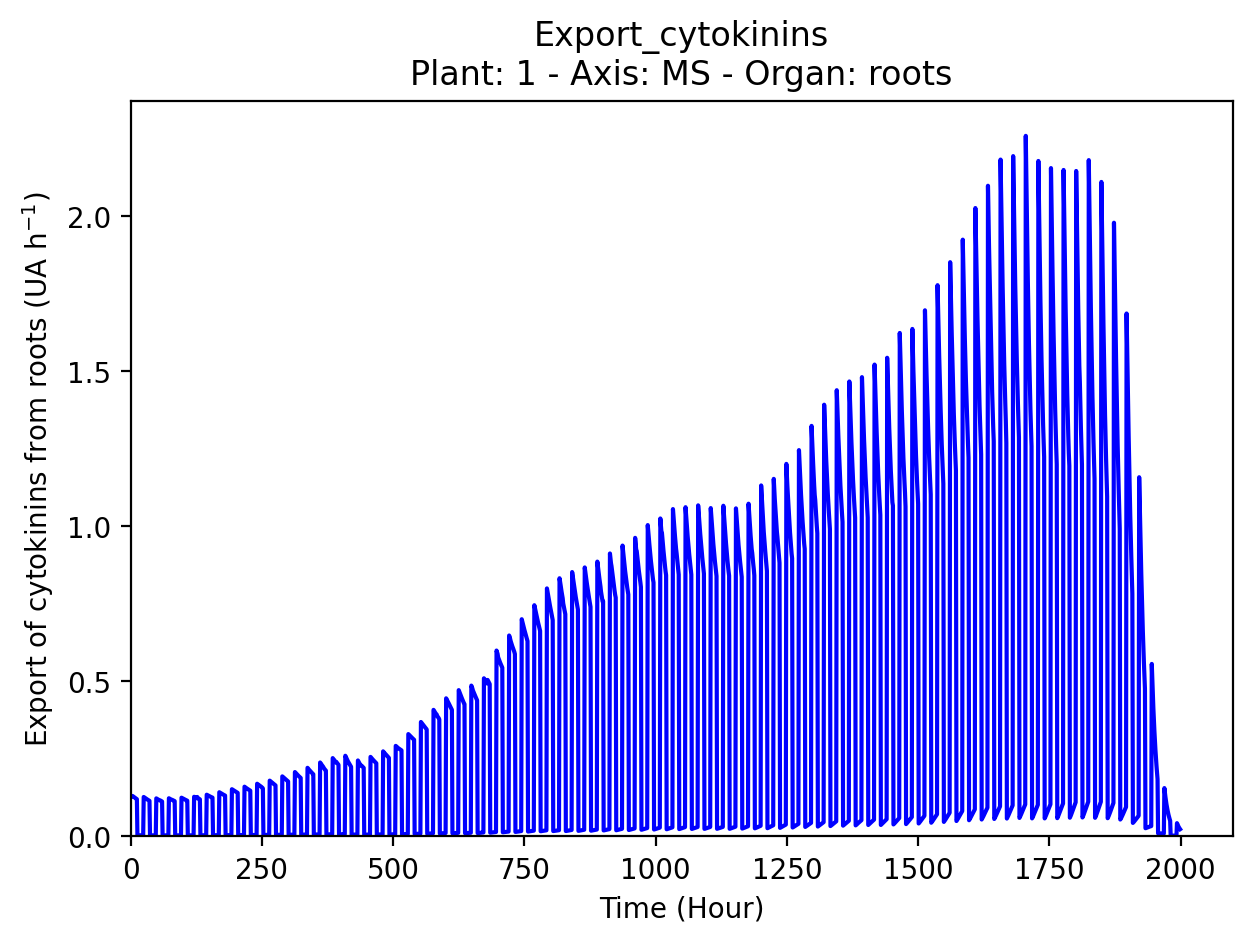 Export_cytokinins
Plant: 1 - Axis: MS - Organ: roots
Export of cytokinins from roots (UA h⁻¹)
2.0
1.5
1.0
0.5
0.0
0 250 500 750 1000 1250 1500 1750 2000
Time (Hour)